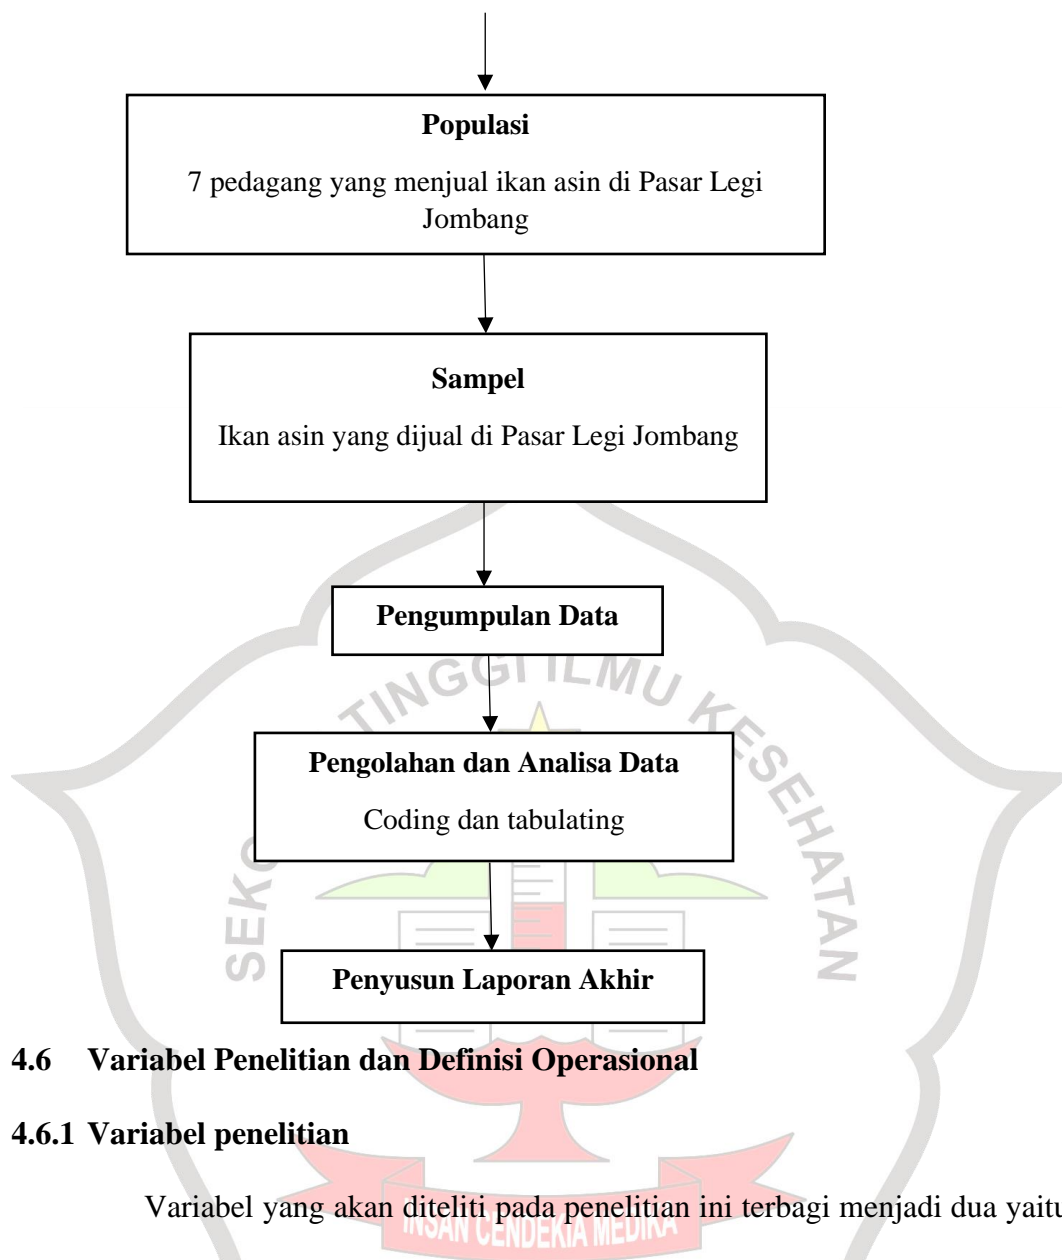 Populasi
7 pedagang yang menjual ikan asin di Pasar Legi
Jombang
Sampel
Ikan asin yang dijual di Pasar Legi Jombang
Pengumpulan Data
TINGGI ILMU KESEHATAN
Pengolahan dan Analisa Data
Coding dan tabulating
Penyusun Laporan Akhir
4.6 Variabel Penelitian dan Definisi Operasional
4.6.1 Variabel penelitian
Variabel yang akan diteliti pada penelitian ini terbagi menjadi dua yaitu
INSAN CENDEKIA MEDIKA